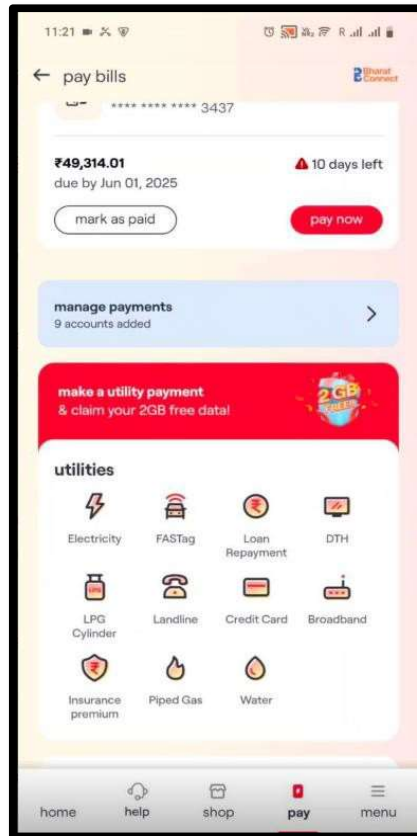 11:21
R
← pay bills
Bharat
Connect
**** **** **** 3437
₹49,314.01
10 days left
due by Jun 01, 2025
mark as paid
pay now
manage payments
9 accounts added
make a utility payment
& claim your 2GB free data!
2GB
FREE!
utilities
Electricity
FASTag
Loan
Repayment
DTH
LPG
Cylinder
Landline
Credit Card
Broadband
Insurance
premium
Piped Gas
Water
home
help
shop
pay
menu